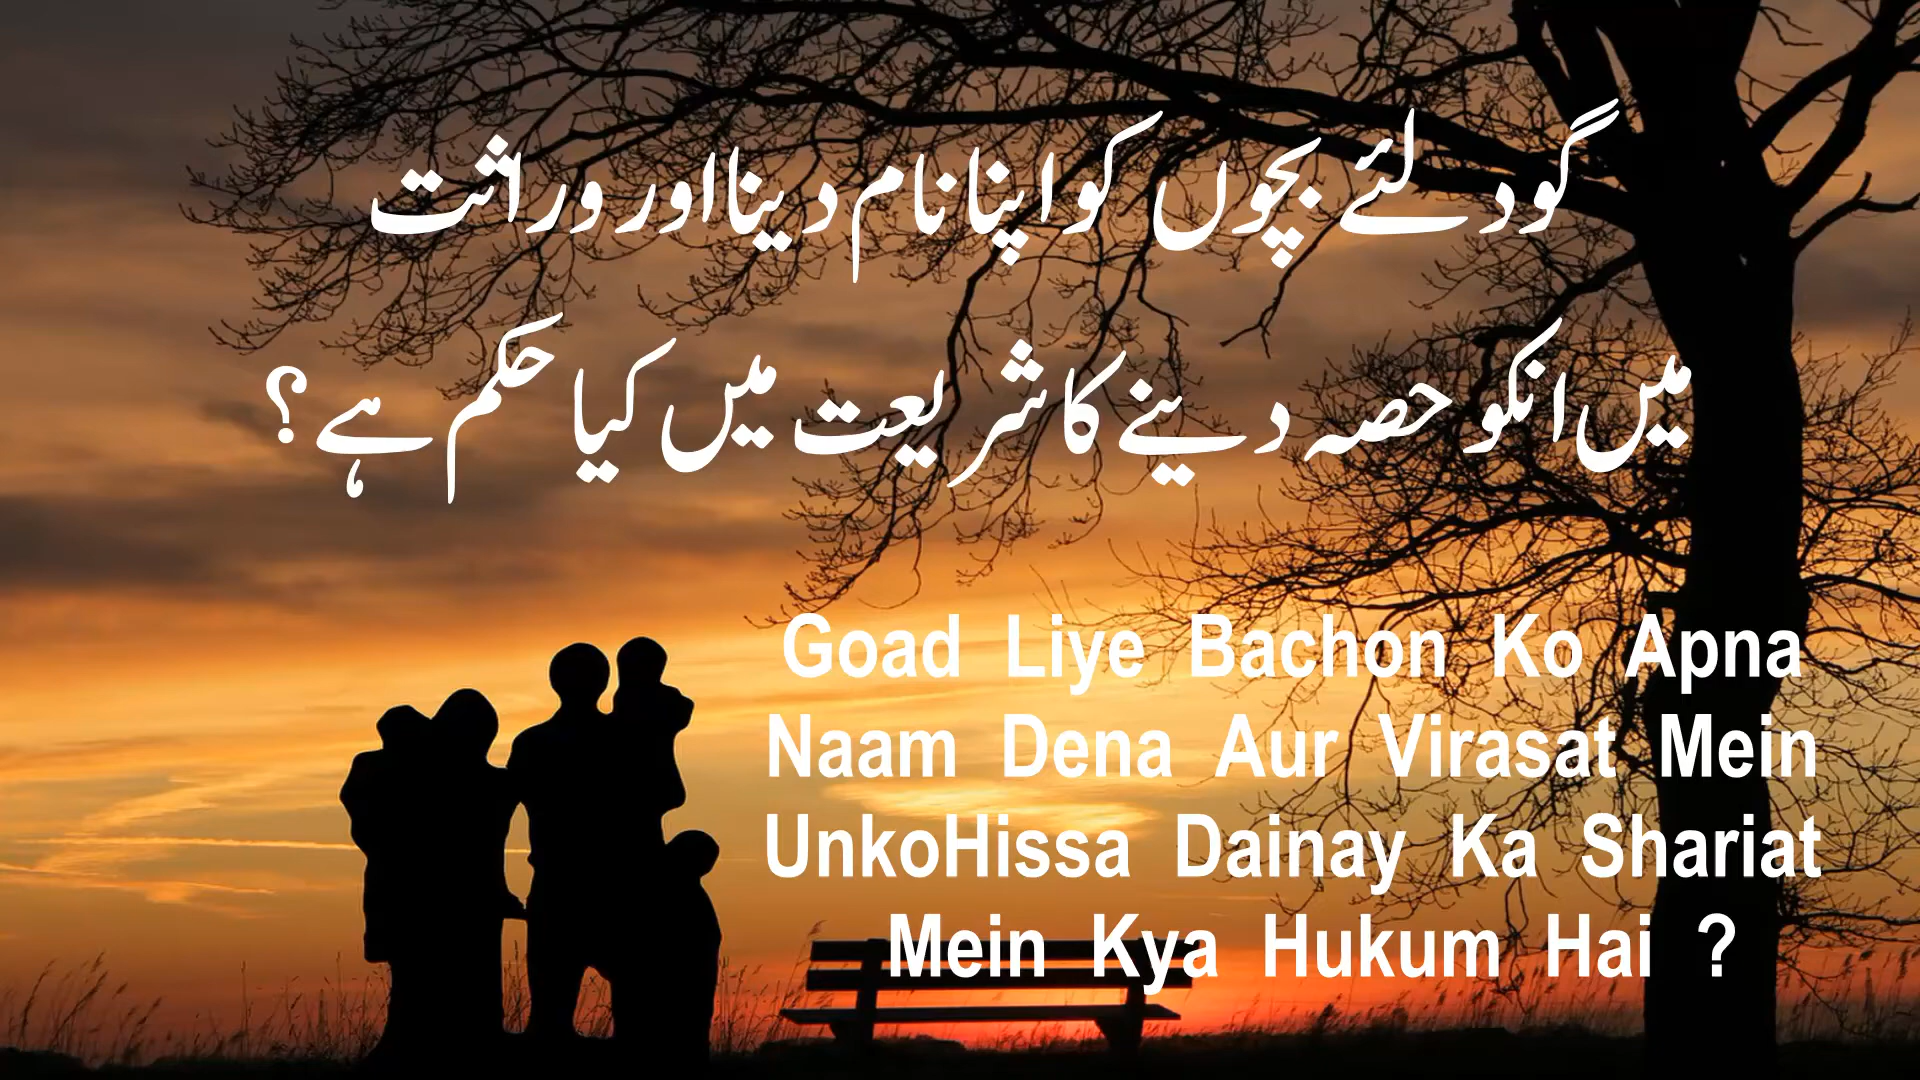 گود لئے بچوں کو اپنا نام دینا اور وراثت
میں انکو حصہ دینے کا شریعت میں کیا حکم ہے؟
Goad Liye Bachon Ko Apna
Naam Dena Aur Virasat Mein
UnkoHissa Dainay Ka Shariat
Mein Kya Hukum Hai ?